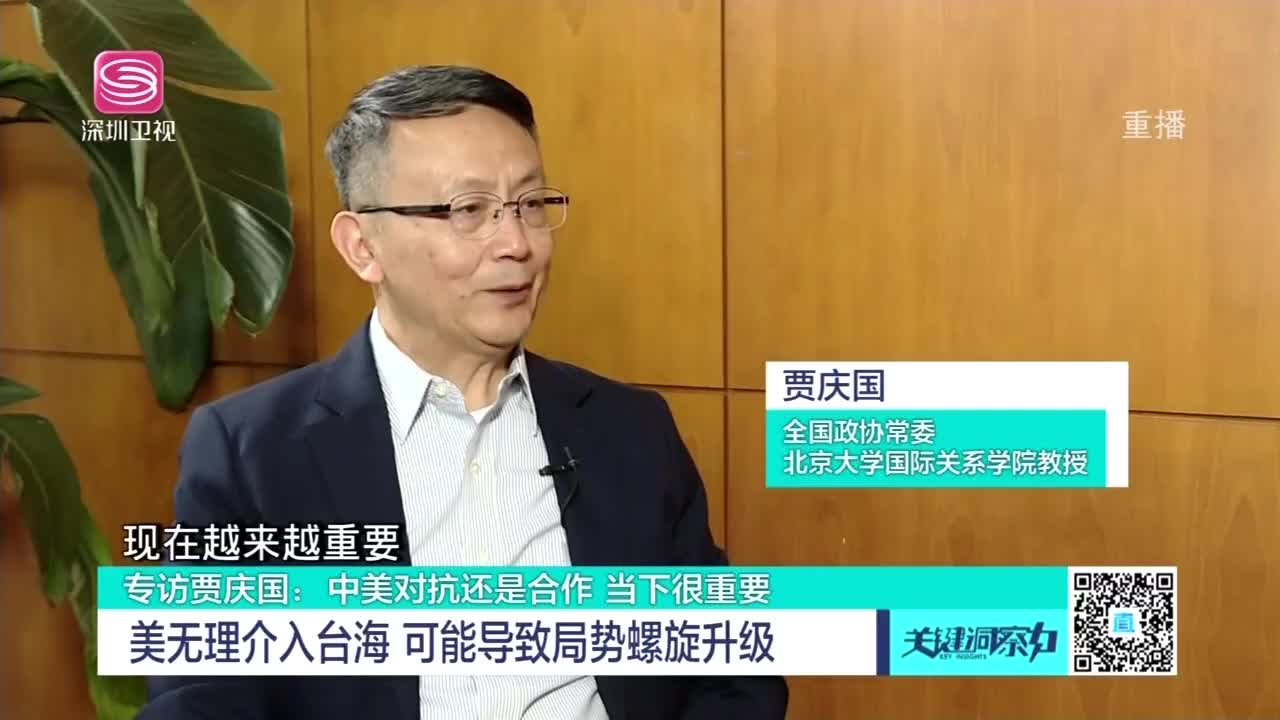 深圳卫视
重播
贾庆国
全国政协常委
北京大学国际关系学院教授
现在越来越重要
专访贾庆国：中美对抗还是合作 当下很重要
美无理介入台海 可能导致局势螺旋升级
关键洞察力
KEY INSIGHTS
直